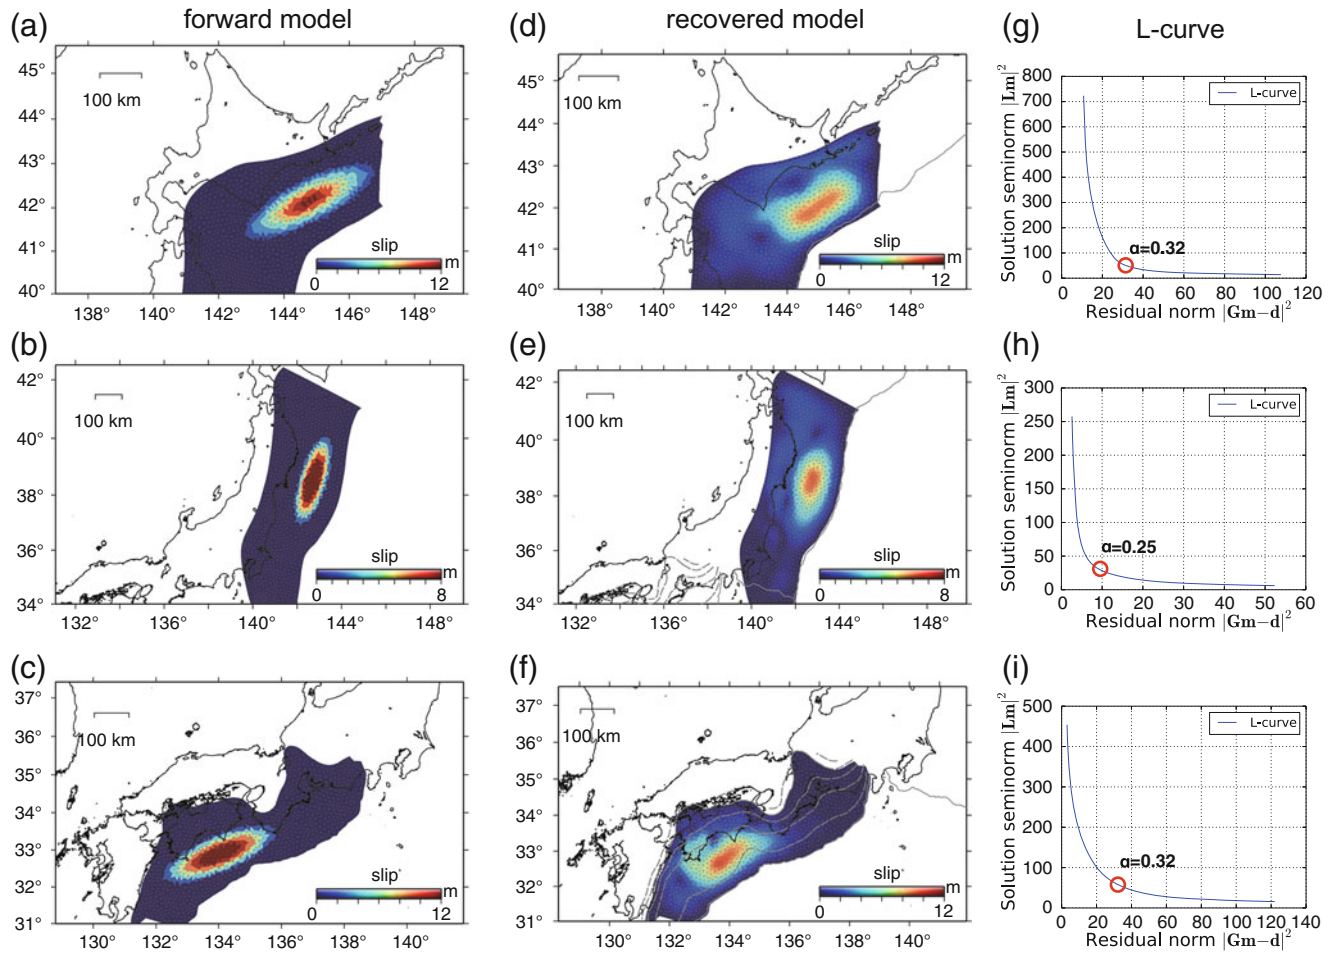 forward model
recovered model
L-curve
(a)
45°
44°
43°
42°
41°
40°
100 km
slip
m
0 12
138° 140° 142° 144° 146° 148°
(d)
45°
44°
43°
42°
41°
40°
100 km
slip
m
0 12
138° 140° 142° 144° 146° 148°
(g)
Solution seminorm |Lm|²
800
700
600
500
400
300
200
100
0
L-curve
α=0.32
0 20 40 60 80 100 120
Residual norm |Gm−d|²
(b)
42°
40°
38°
36°
34°
100 km
slip
m
0 8
132° 134° 136° 138° 140° 142° 144° 146° 148°
(e)
42°
40°
38°
36°
34°
100 km
slip
m
0 8
132° 134° 136° 138° 140° 142° 144° 146° 148°
(h)
Solution seminorm |Lm|²
300
250
200
150
100
50
0
L-curve
α=0.25
0 10 20 30 40 50 60
Residual norm |Gm−d|²
(c)
37°
36°
35°
34°
33°
32°
31°
100 km
slip
m
0 12
130° 132° 134° 136° 138° 140°
(f)
37°
36°
35°
34°
33°
32°
31°
100 km
slip
m
0 12
130° 132° 134° 136° 138° 140°
(i)
Solution seminorm |Lm|²
500
400
300
200
100
0
L-curve
α=0.32
0 20 40 60 80 100 120 140
Residual norm |Gm−d|²